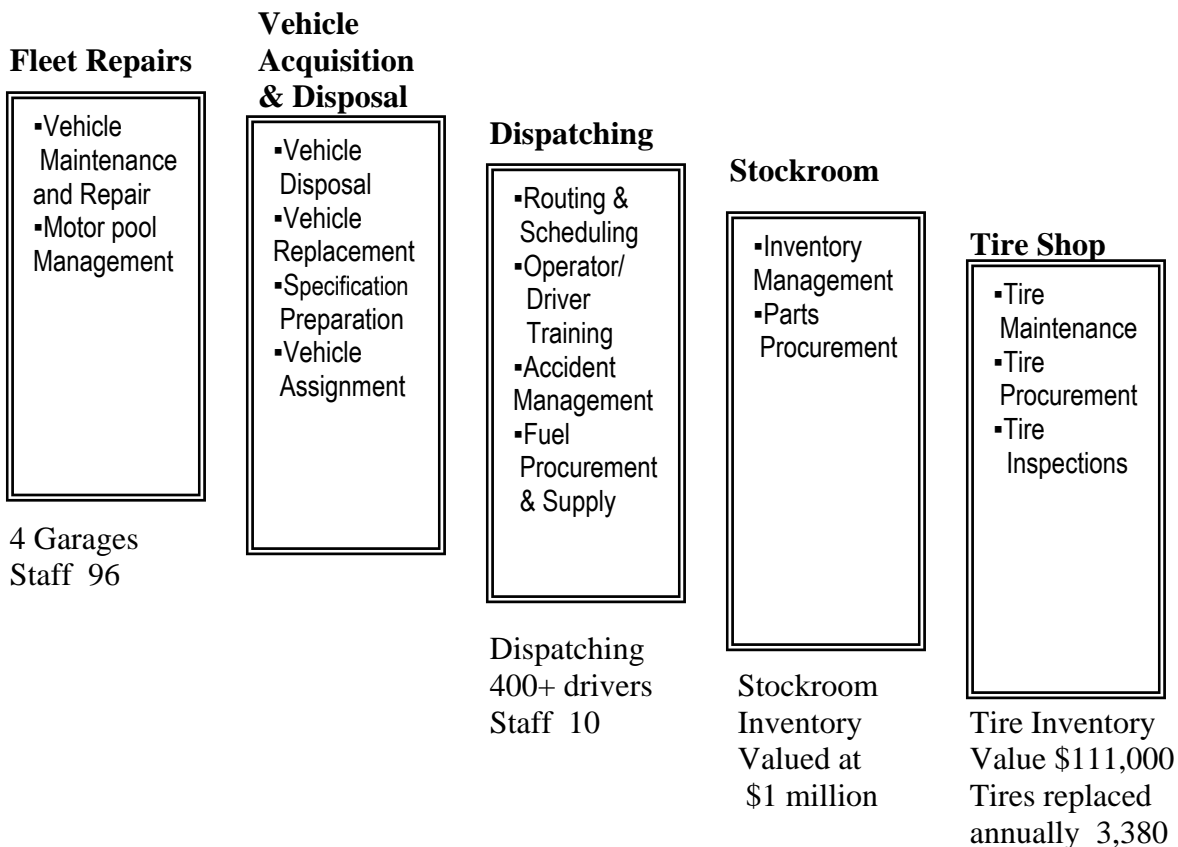 Fleet Repairs
▪Vehicle
Maintenance
and Repair
▪Motor pool
Management
4 Garages
Staff 96
Vehicle
Acquisition
& Disposal
▪Vehicle
Disposal
▪Vehicle
Replacement
▪Specification
Preparation
▪Vehicle
Assignment
Dispatching
▪Routing &
Scheduling
▪Operator/
Driver
Training
▪Accident
Management
▪Fuel
Procurement
& Supply
Dispatching
400+ drivers
Staff 10
Stockroom
▪Inventory
Management
▪Parts
Procurement
Stockroom
Inventory
Valued at
$1 million
Tire Shop
▪Tire
Maintenance
▪Tire
Procurement
▪Tire
Inspections
Tire Inventory
Value $111,000
Tires replaced
annually 3,380